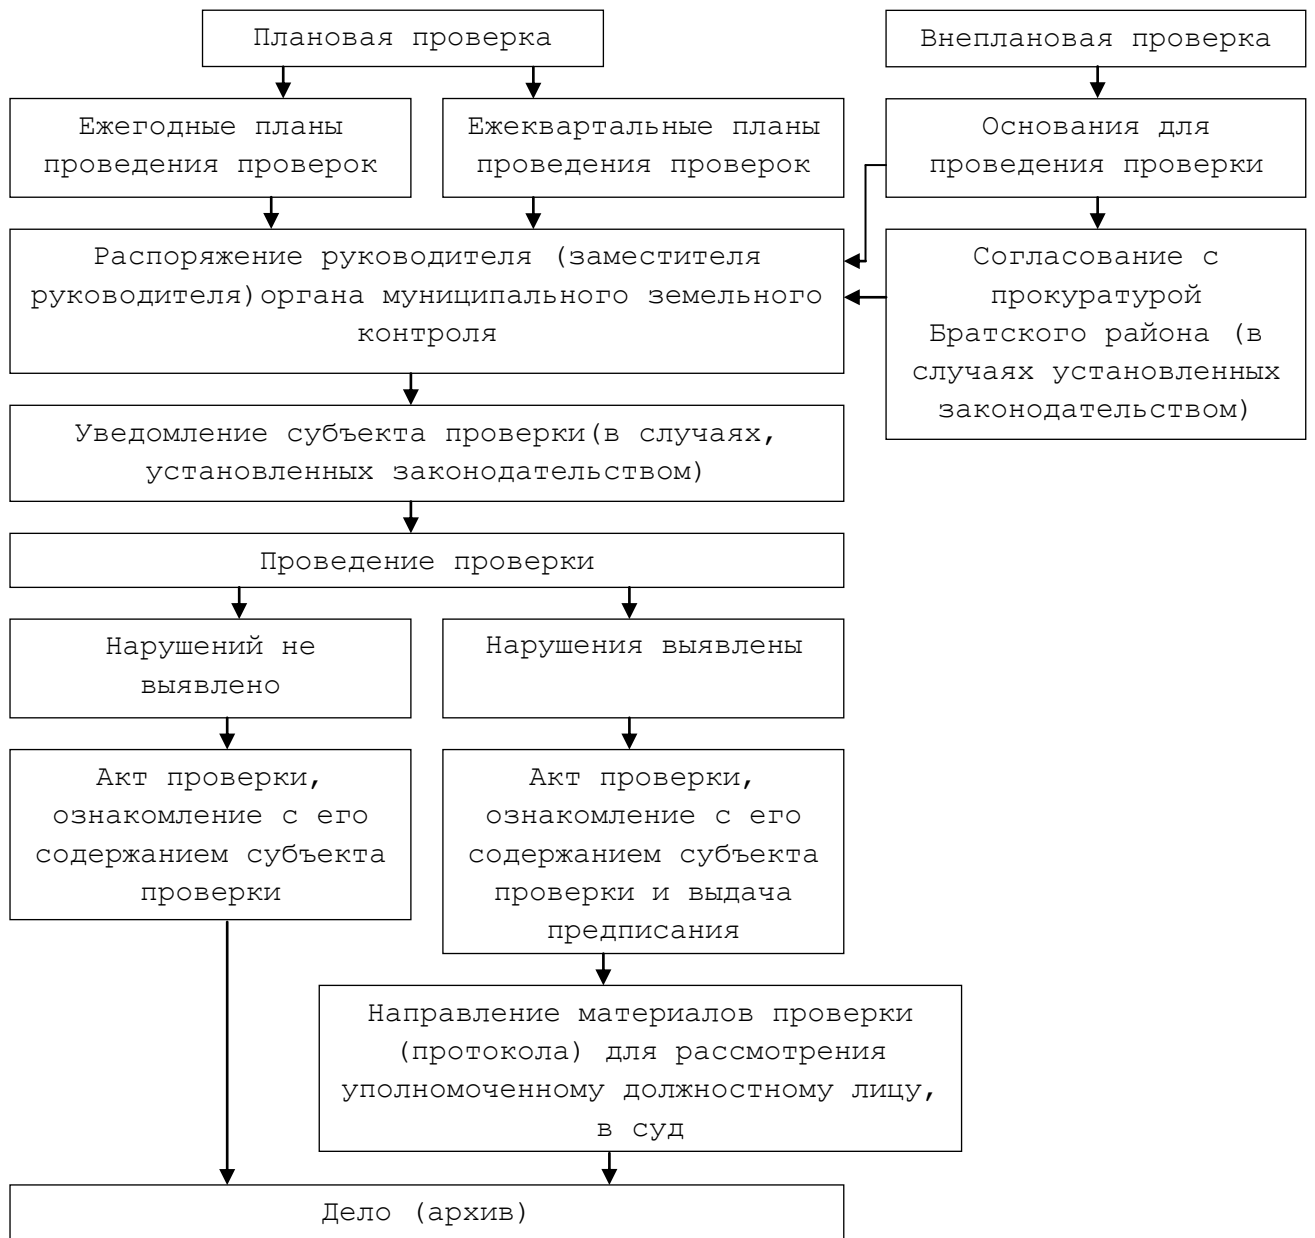 Плановая проверка
Внеплановая проверка
Ежегодные планы
проведения проверок
Ежеквартальные планы
проведения проверок
Основания для
проведения проверки
Распоряжение руководителя (заместителя
руководителя)органа муниципального земельного
контроля
Согласование с
прокуратурой
Братского района (в
случаях установленных
законодательством)
Уведомление субъекта проверки(в случаях,
установленных законодательством)
Проведение проверки
Нарушений не
выявлено
Нарушения выявлены
Акт проверки,
ознакомление с его
содержанием субъекта
проверки
Акт проверки,
ознакомление с его
содержанием субъекта
проверки и выдача
предписания
Направление материалов проверки
(протокола) для рассмотрения
уполномоченному должностному лицу,
в суд
Дело (архив)